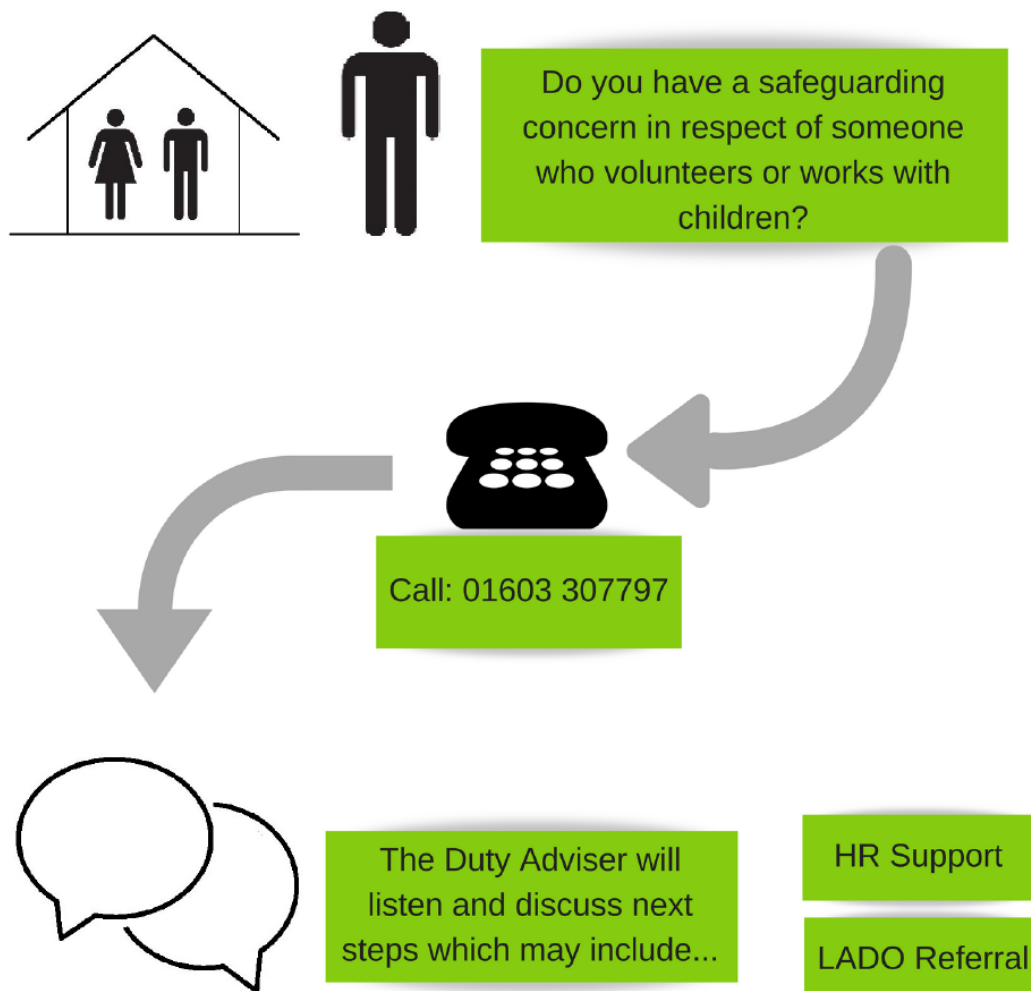 Do you have a safeguarding
concern in respect of someone
who volunteers or works with
children?
Call: 01603 307797
The Duty Adviser will
listen and discuss next
steps which may include...
HR Support
LADO Referral